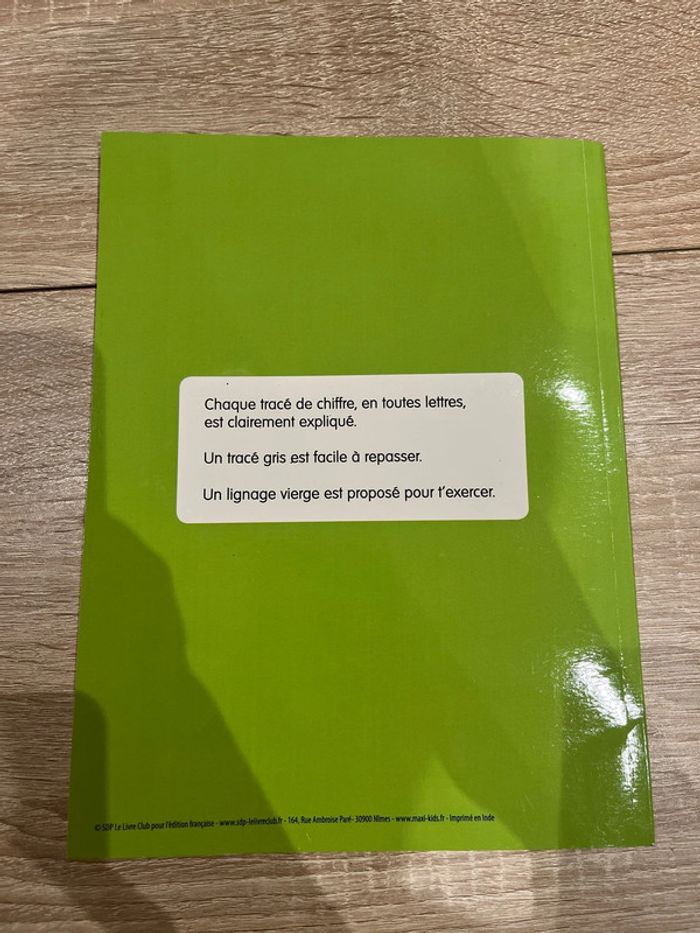 Chaque tracé de chiffre, en toutes lettres,
est clairement expliqué.
Un tracé gris est facile à repasser.
Un lignage vierge est proposé pour t'exercer.
© SDP Le Livre Club pour l'édition française - www.sdp-lelivreclub.fr - 164, Rue Ambroise Paré- 30900 Nîmes - www.maxi-kids.fr - Imprimé en Inde